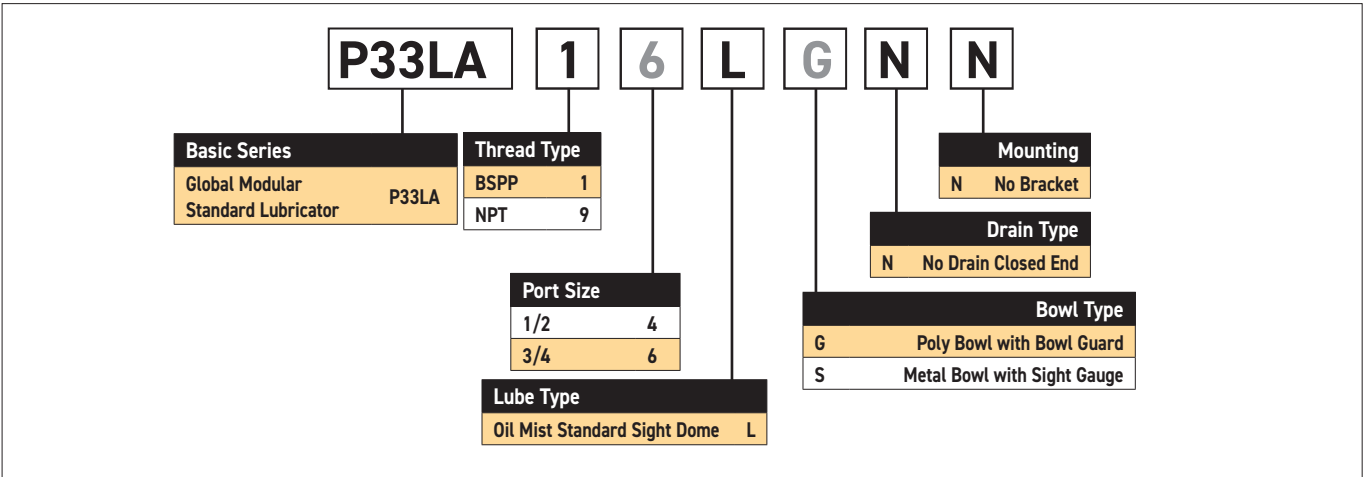 P33LA 1 6 L G N N
Basic Series
Global Modular
Standard Lubricator P33LA
Thread Type
BSPP 1
NPT 9
Mounting
N No Bracket
Drain Type
N No Drain Closed End
Port Size
1/2 4
3/4 6
Bowl Type
G Poly Bowl with Bowl Guard
S Metal Bowl with Sight Gauge
Lube Type
Oil Mist Standard Sight Dome L